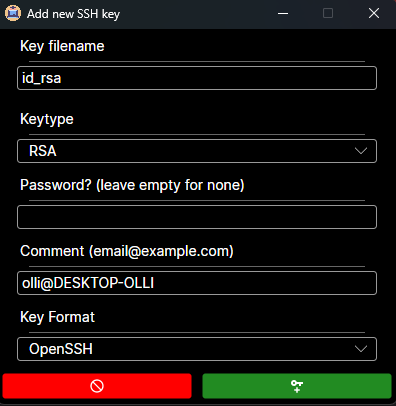 Add new SSH key
Key filename
id_rsa
Keytype
RSA
Password? (leave empty for none)
Comment (email@example.com)
olli@DESKTOP-OLLI
Key Format
OpenSSH